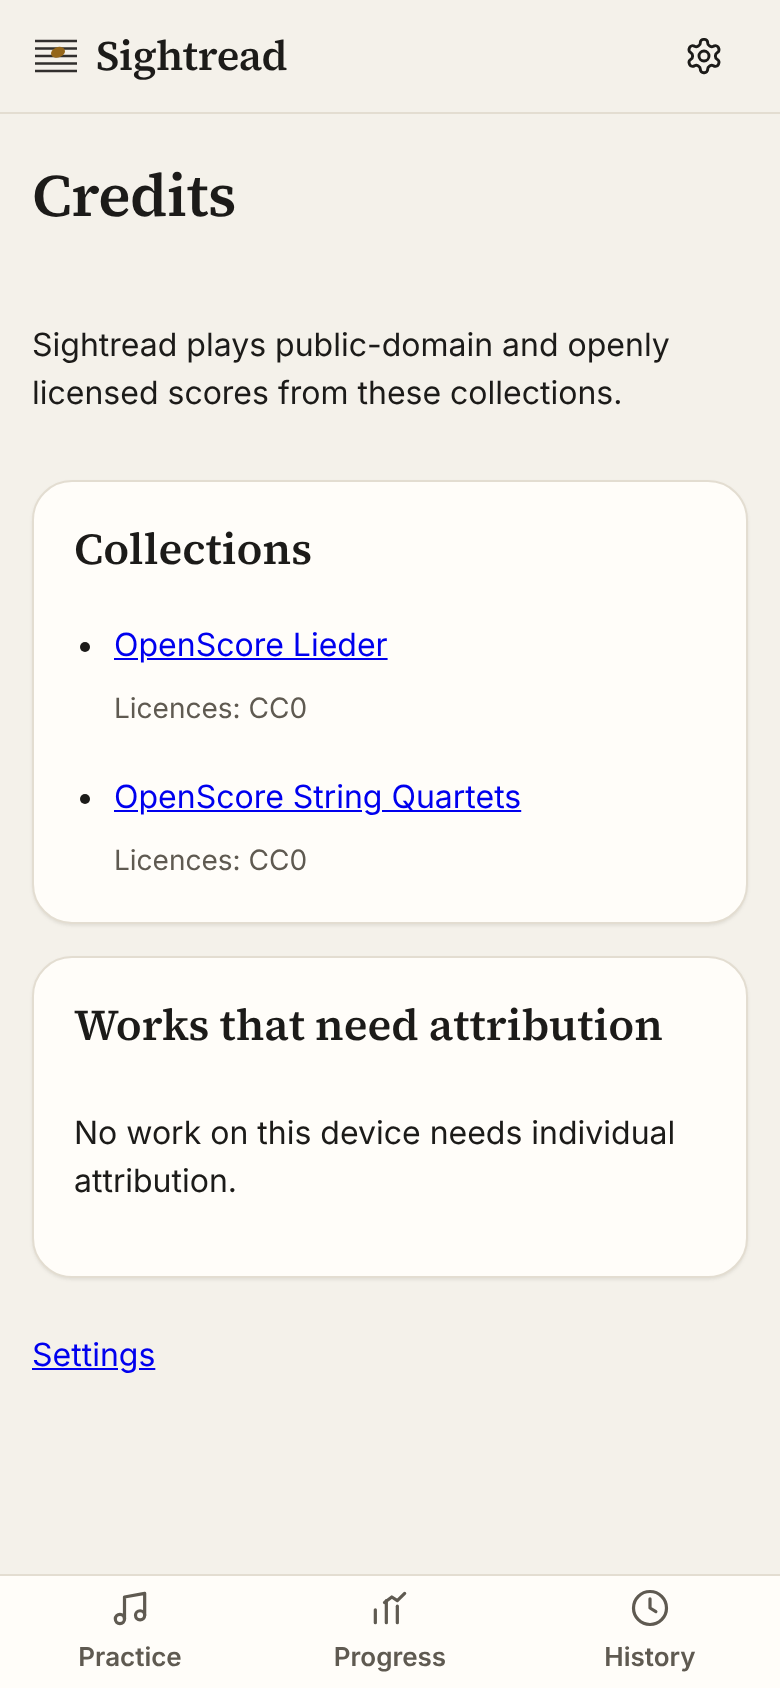 Sightread
Credits
Sightread plays public-domain and openly
licensed scores from these collections.
Collections
• OpenScore Lieder
Licences: CC0
• OpenScore String Quartets
Licences: CC0
Works that need attribution
No work on this device needs individual
attribution.
Settings
Practice
Progress
History